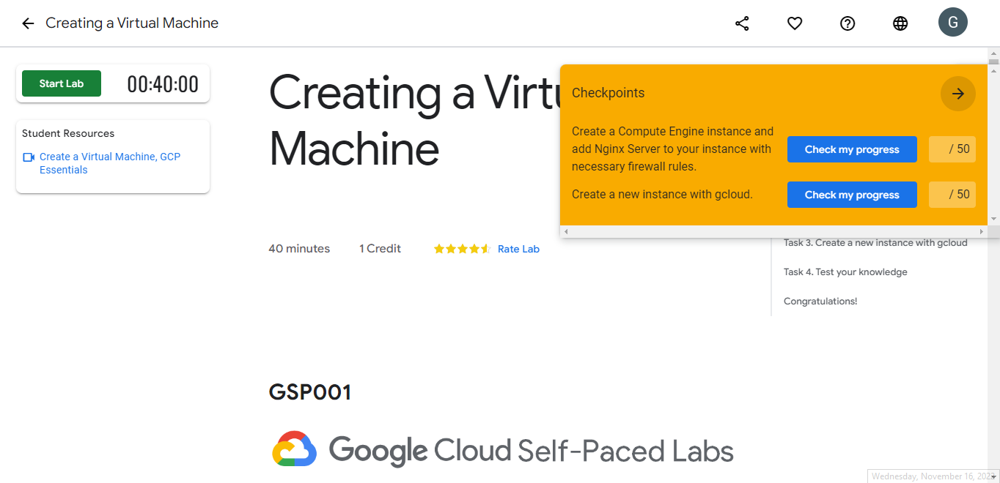 Creating a Virtual Machine
G
Start Lab
00:40:00
Student Resources
Create a Virtual Machine, GCP
Essentials
Creating a Virtu
Machine
40 minutes
1 Credit
Rate Lab
Checkpoints
Create a Compute Engine instance and
add Nginx Server to your instance with
necessary firewall rules.
Check my progress
/ 50
Create a new instance with gcloud.
Check my progress
/ 50
Task 3. Create a new instance with gcloud
Task 4. Test your knowledge
Congratulations!
GSP001
Google Cloud Self-Paced Labs
Wednesday, November 16,